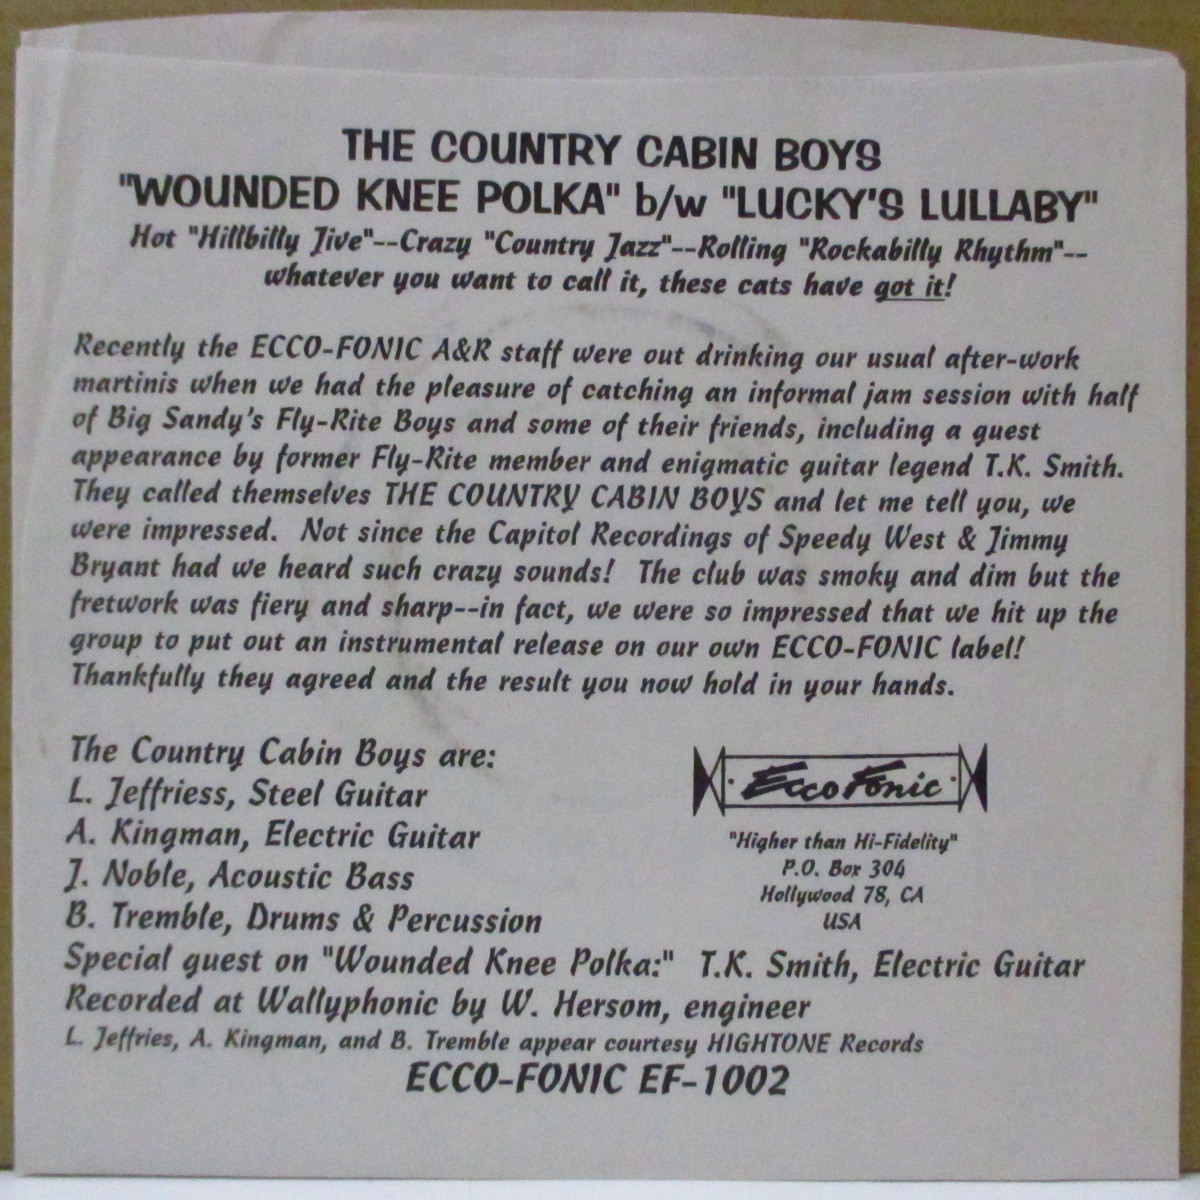 THE COUNTRY CABIN BOYS
"WOUNDED KNEE POLKA" b/w "LUCKY'S LULLABY"
Hot "Hillbilly Jive"--Crazy "Country Jazz"--Rolling "Rockabilly Rhythm"--
whatever you want to call it, these cats have got it!
Recently the ECCO-FONIC A&R staff were out drinking our usual after-work
martinis when we had the pleasure of catching an informal jam session with half
of Big Sandy's Fly-Rite Boys and some of their friends, including a guest
appearance by former Fly-Rite member and enigmatic guitar legend T.K. Smith.
They called themselves THE COUNTRY CABIN BOYS and let me tell you, we
were impressed.  Not since the Capitol Recordings of Speedy West & Jimmy
Bryant had we heard such crazy sounds!  The club was smoky and dim but the
fretwork was fiery and sharp--in fact, we were so impressed that we hit up the
group to put out an instrumental release on our own ECCO-FONIC label!
Thankfully they agreed and the result you now hold in your hands.
The Country Cabin Boys are:
L. Jeffriess, Steel Guitar
A. Kingman, Electric Guitar
J. Noble, Acoustic Bass
B. Tremble, Drums & Percussion
Special guest on "Wounded Knee Polka:"  T.K. Smith, Electric Guitar
Recorded at Wallyphonic by W. Hersom, engineer
L. Jeffries, A. Kingman, and B. Tremble appear courtesy HIGHTONE Records
Ecco Fonic
"Higher than Hi-Fidelity"
P.O. Box 304
Hollywood 78, CA
USA
ECCO-FONIC EF-1002